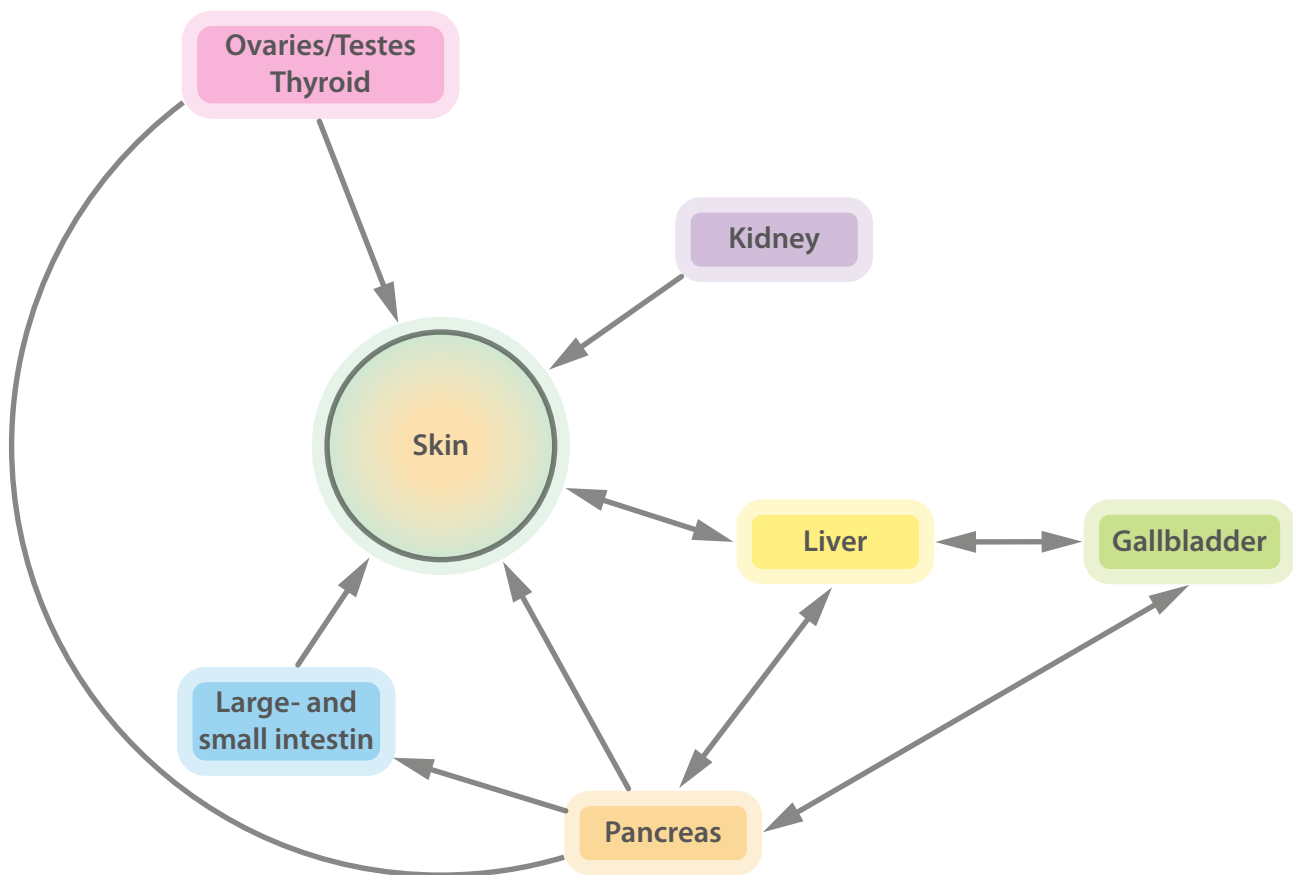 Ovaries/Testes
Thyroid
Kidney
Skin
Liver
Gallbladder
Large- and
small intestin
Pancreas